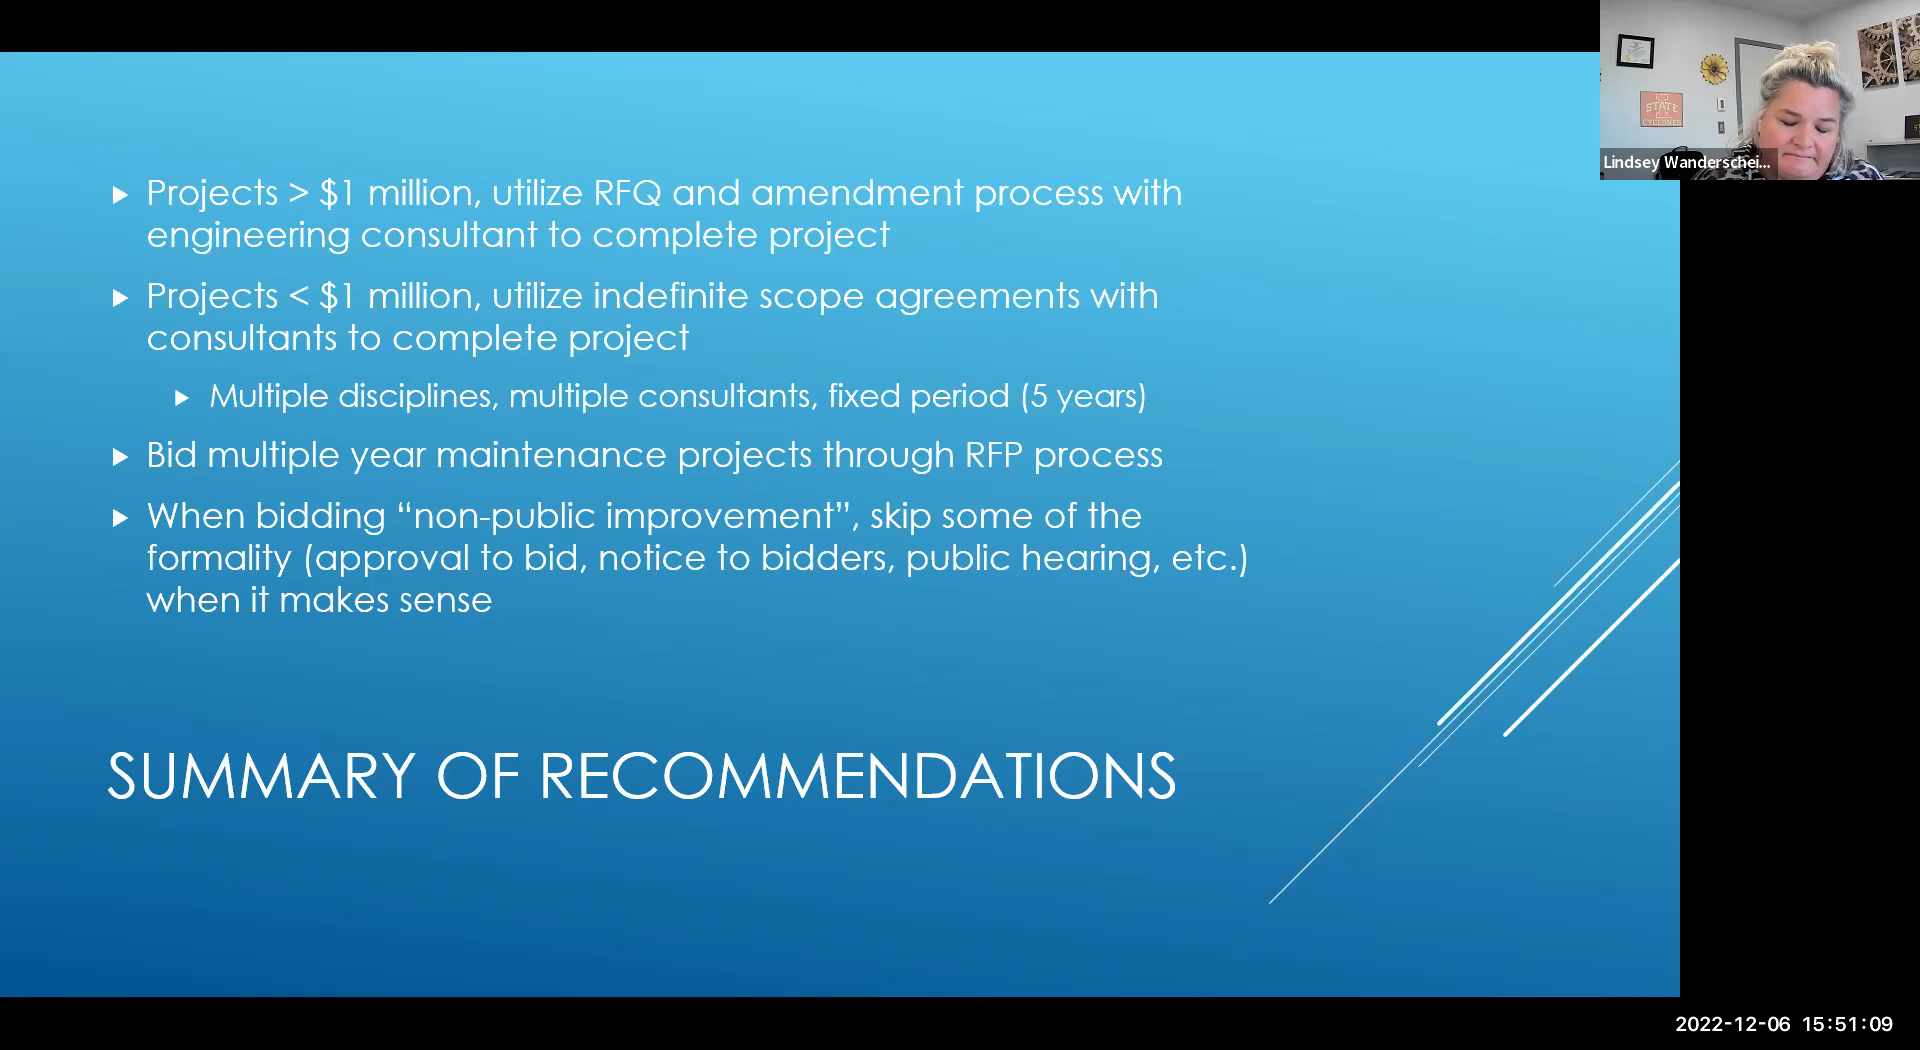 Projects > $1 million, utilize RFQ and amendment process with
engineering consultant to complete project
Projects < $1 million, utilize indefinite scope agreements with
consultants to complete project
Multiple disciplines, multiple consultants, fixed period (5 years)
Bid multiple year maintenance projects through RFP process
When bidding “non-public improvement”, skip some of the
formality (approval to bid, notice to bidders, public hearing, etc.)
when it makes sense
SUMMARY OF RECOMMENDATIONS
STATE
CYCLONES
Lindsey Wanderschei...
2022-12-06 15:51:09